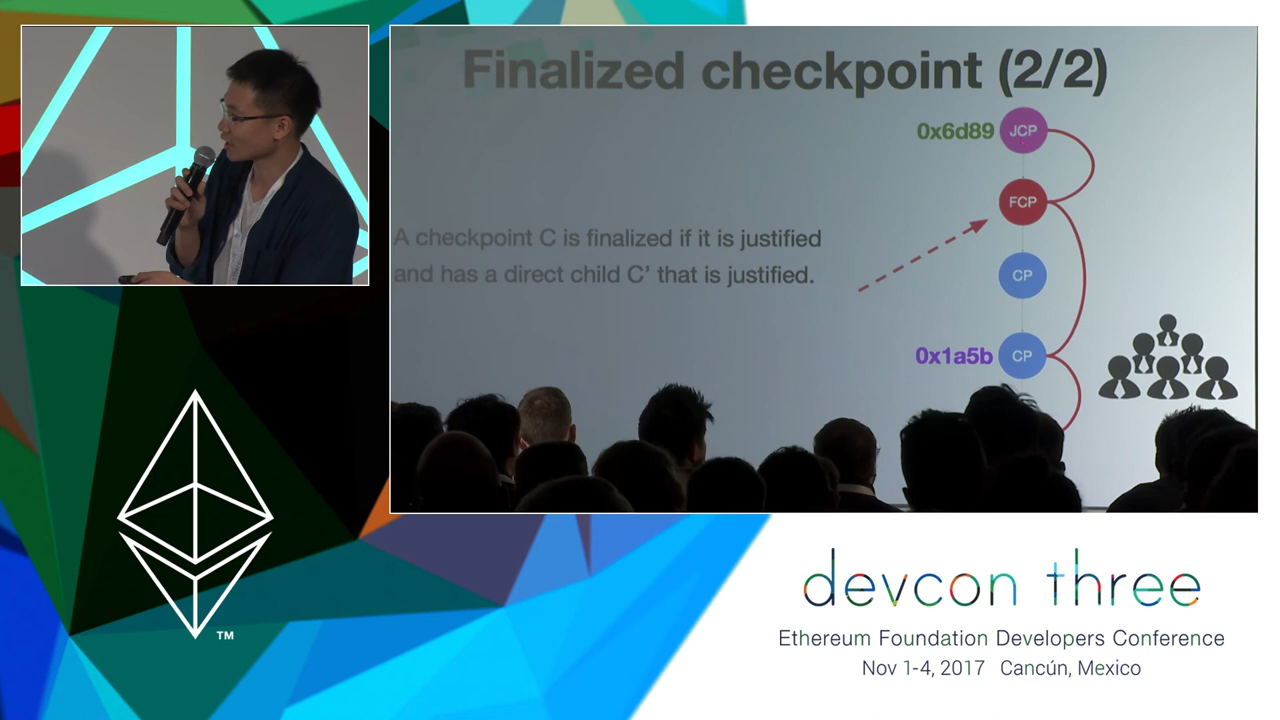 Finalized checkpoint (2/2)
0x6d89 JCP
FCP
A checkpoint C is finalized if it is justified
and has a direct child C’ that is justified.
CP
0x1a5b CP
TM
devcon three
Ethereum Foundation Developers Conference
Nov 1-4, 2017 Cancún, Mexico